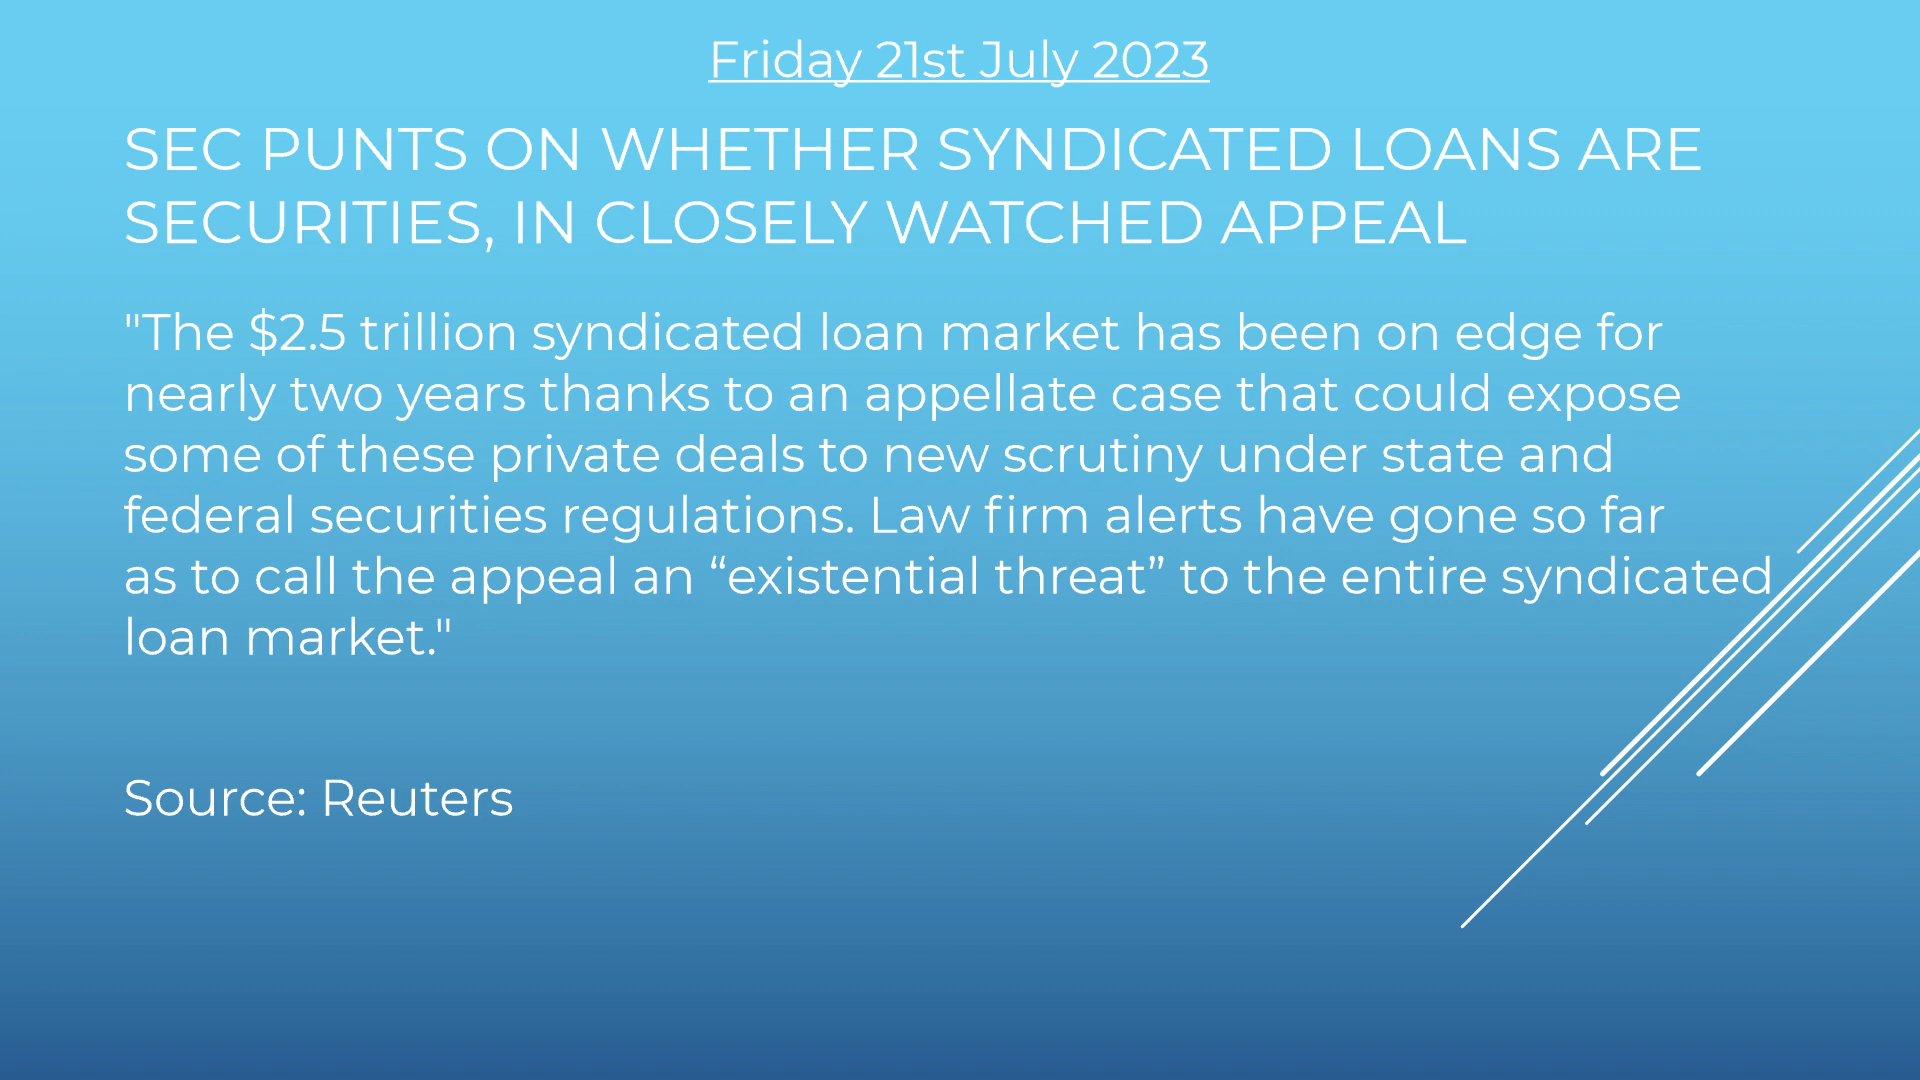 Friday 21st July 2023
SEC PUNTS ON WHETHER SYNDICATED LOANS ARE
SECURITIES, IN CLOSELY WATCHED APPEAL
"The $2.5 trillion syndicated loan market has been on edge for
nearly two years thanks to an appellate case that could expose
some of these private deals to new scrutiny under state and
federal securities regulations. Law firm alerts have gone so far
as to call the appeal an “existential threat” to the entire syndicated
loan market."
Source: Reuters